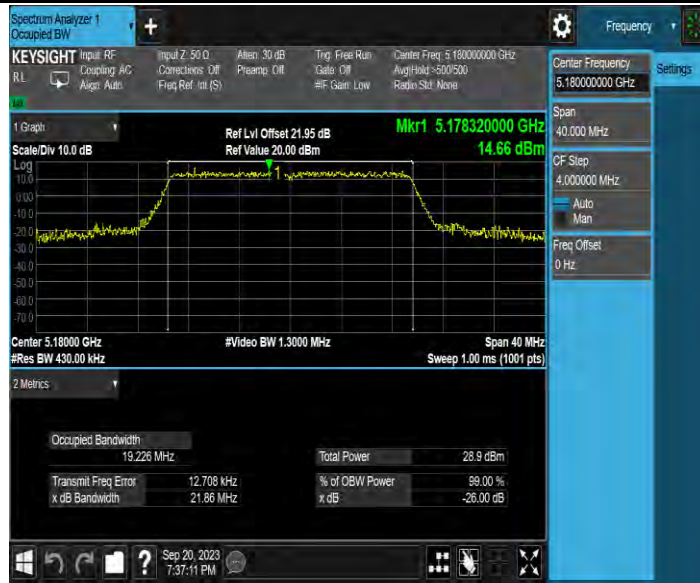 Spectrum Analyzer 1
Occupied BW
+
Frequency
KEYSIGHT Input: RF Input Z: 50 Ω Atten: 30 dB Trig: Free Run Center Freq: 5.180000000 GHz
RL Coupling: AC Corrections: Off Preamp: Off Gate: Off Avg|Hold:>500/500
Align: Auto Freq Ref: Int (S) #IF Gain: Low Radio Std: None
Center Frequency
5.180000000 GHz
Settings
Span
40.000 MHz
CF Step
4.000000 MHz
Auto
Man
Freq Offset
0 Hz
1 Graph
Ref Lvl Offset 21.95 dB
Mkr1 5.178320000 GHz
Scale/Div 10.0 dB
Ref Value 20.00 dBm
14.66 dBm
Log
10.0
0.00
-10.0
-20.0
-30.0
-40.0
-50.0
-60.0
-70.0
1
Center 5.18000 GHz #Video BW 1.3000 MHz Span 40 MHz
#Res BW 430.00 kHz Sweep 1.00 ms (1001 pts)
2 Metrics
Occupied Bandwidth
19.226 MHz
Total Power 28.9 dBm
Transmit Freq Error 12.708 kHz % of OBW Power 99.00 %
x dB Bandwidth 21.86 MHz x dB -26.00 dB
?
Sep 20, 2023
7:37:11 PM